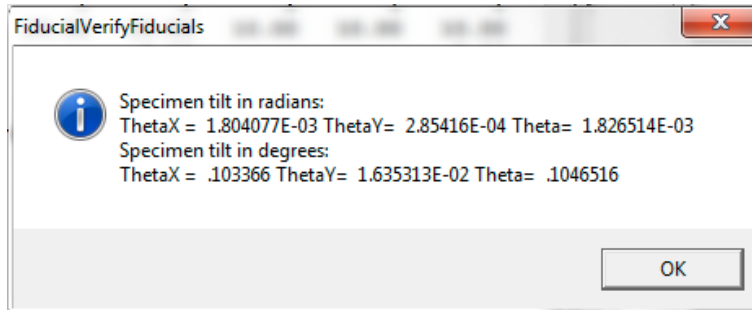 FiducialVerifyFiducials
Specimen tilt in radians:
ThetaX = 1.804077E-03 ThetaY= 2.85416E-04 Theta= 1.826514E-03
Specimen tilt in degrees:
ThetaX = .103366 ThetaY= 1.635313E-02 Theta= .1046516
OK